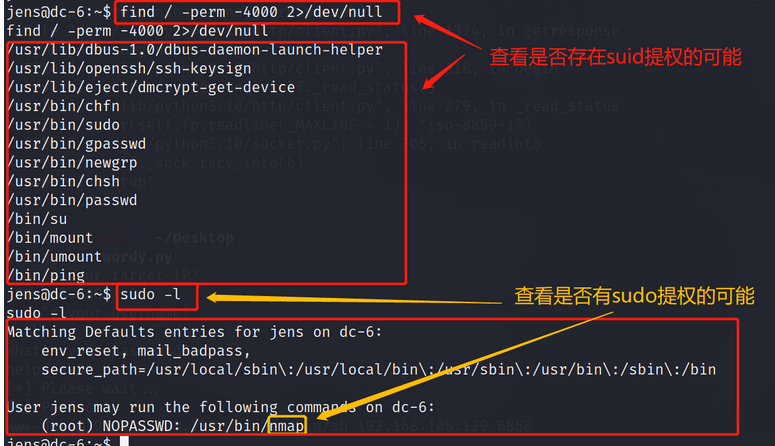 jens@dc-6:~$ find / -perm -4000 2>/dev/null
find / -perm -4000 2>/dev/null
/usr/lib/dbus-1.0/dbus-daemon-launch-helper
查看是否存在suid提权的可能
/usr/lib/openssh/ssh-keysign
/usr/lib/eject/dmcrypt-get-device
/usr/bin/chfn
/usr/bin/sudo
/usr/bin/gpasswd
/usr/bin/newgrp
/usr/bin/chsh
/usr/bin/passwd
/bin/su
/bin/mount
/bin/umount
/bin/ping
jens@dc-6:~$ sudo -l
查看是否有sudo提权的可能
sudo -l
Matching Defaults entries for jens on dc-6:
env_reset, mail_badpass,
secure_path=/usr/local/sbin\:/usr/local/bin\:/usr/sbin\:/usr/bin\:/sbin\:/bin
User jens may run the following commands on dc-6:
(root) NOPASSWD: /usr/bin/nmap
jens@dc-6:~$